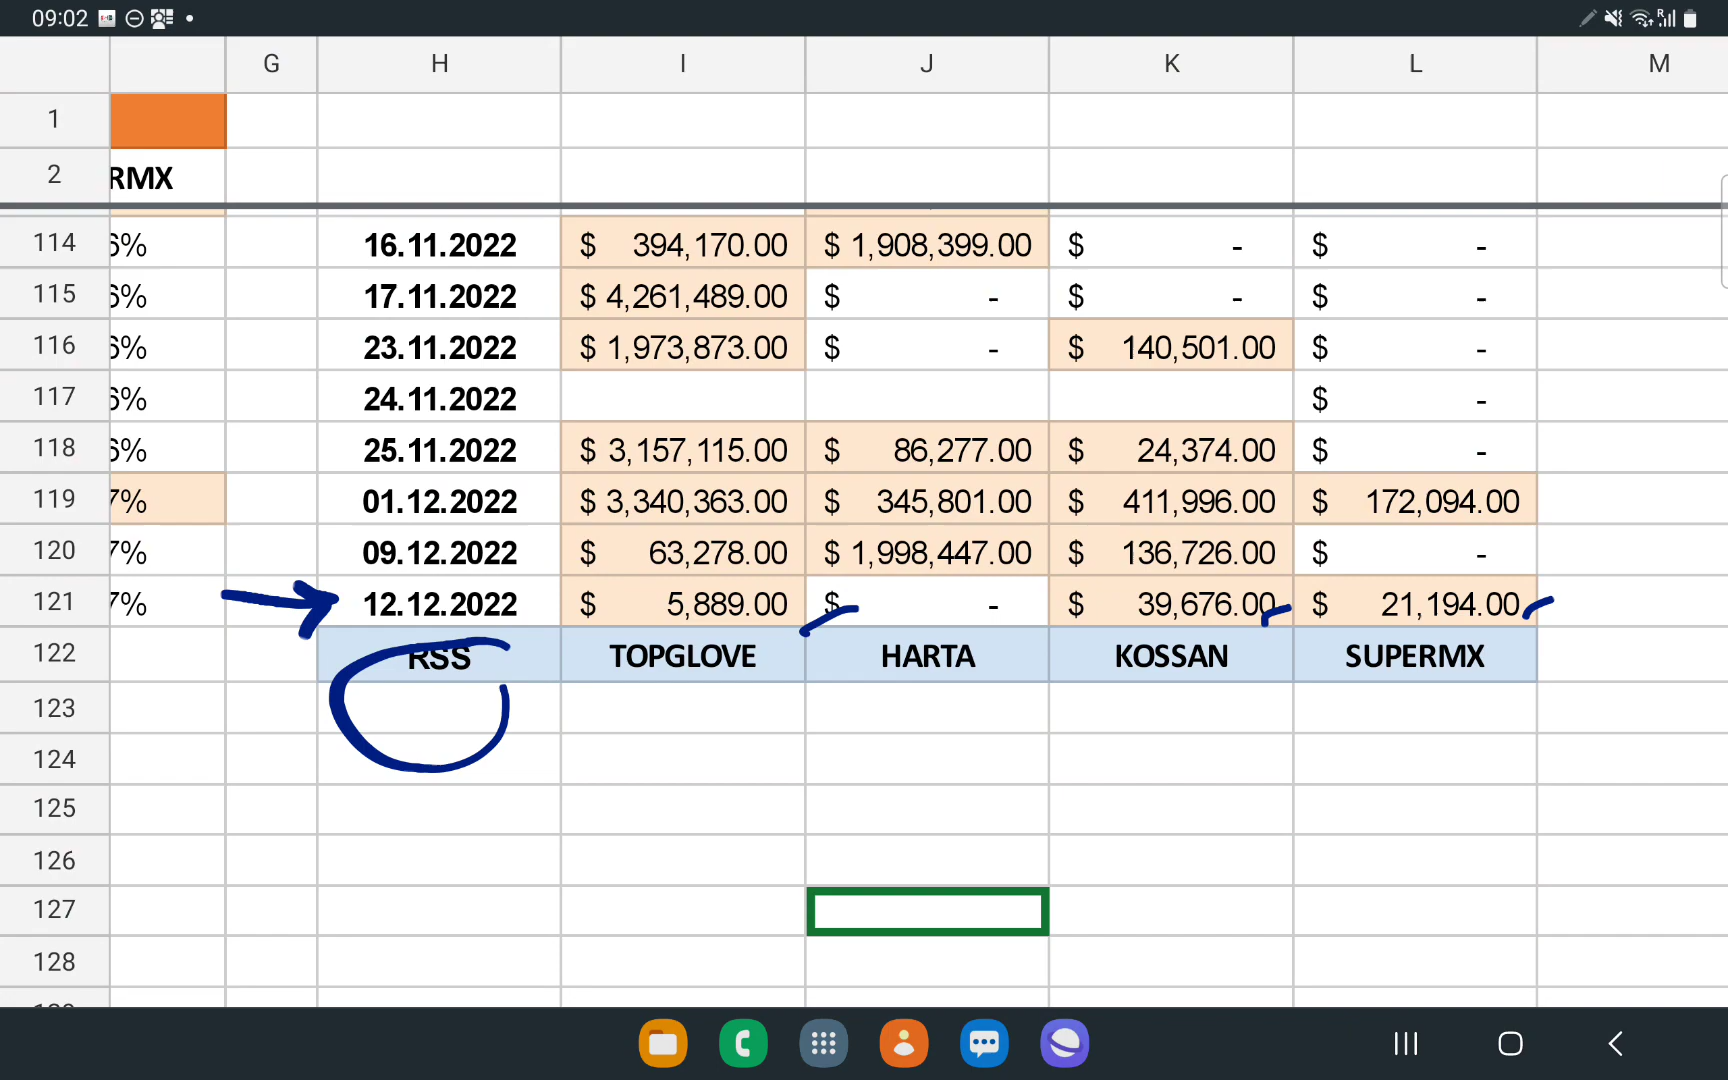 09:02
G H I J K L M
1
2 RMX
114 6% 16.11.2022 $ 394,170.00 $ 1,908,399.00 $ - $ -
115 6% 17.11.2022 $ 4,261,489.00 $ - $ - $ -
116 6% 23.11.2022 $ 1,973,873.00 $ - $ 140,501.00 $ -
117 6% 24.11.2022 $ -
118 6% 25.11.2022 $ 3,157,115.00 $ 86,277.00 $ 24,374.00 $ -
119 7% 01.12.2022 $ 3,340,363.00 $ 345,801.00 $ 411,996.00 $ 172,094.00
120 7% 09.12.2022 $ 63,278.00 $ 1,998,447.00 $ 136,726.00 $ -
121 7% 12.12.2022 $ 5,889.00 $ - $ 39,676.00 $ 21,194.00
122 RSS TOPGLOVE HARTA KOSSAN SUPERMX
123
124
125
126
127
128